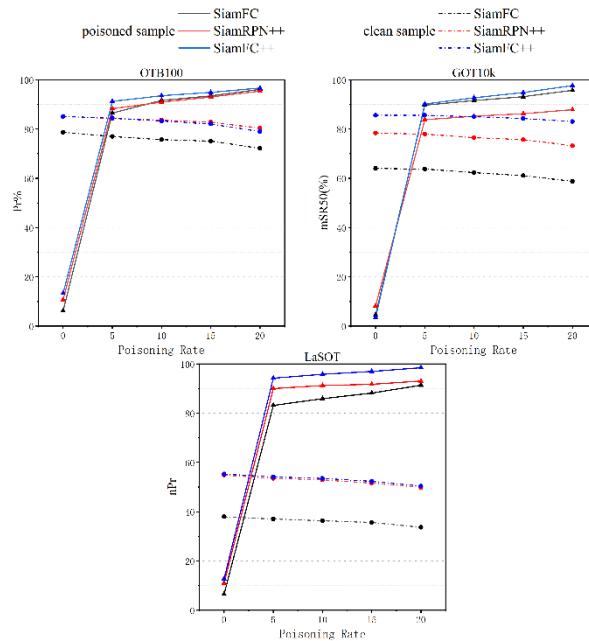 poisoned sample
SiamFC
SiamRPN++
SiamFC++
clean sample
SiamFC
SiamRPN++
SiamFC++
OTB100
Pr%
100
80
60
40
20
0
0 5 10 15 20
Poisoning Rate
GOT10k
mSR50(%)
100
80
60
40
20
0
0 5 10 15 20
Poisoning Rate
LaSOT
nPr
100
80
60
40
20
0
0 5 10 15 20
Poisoning Rate